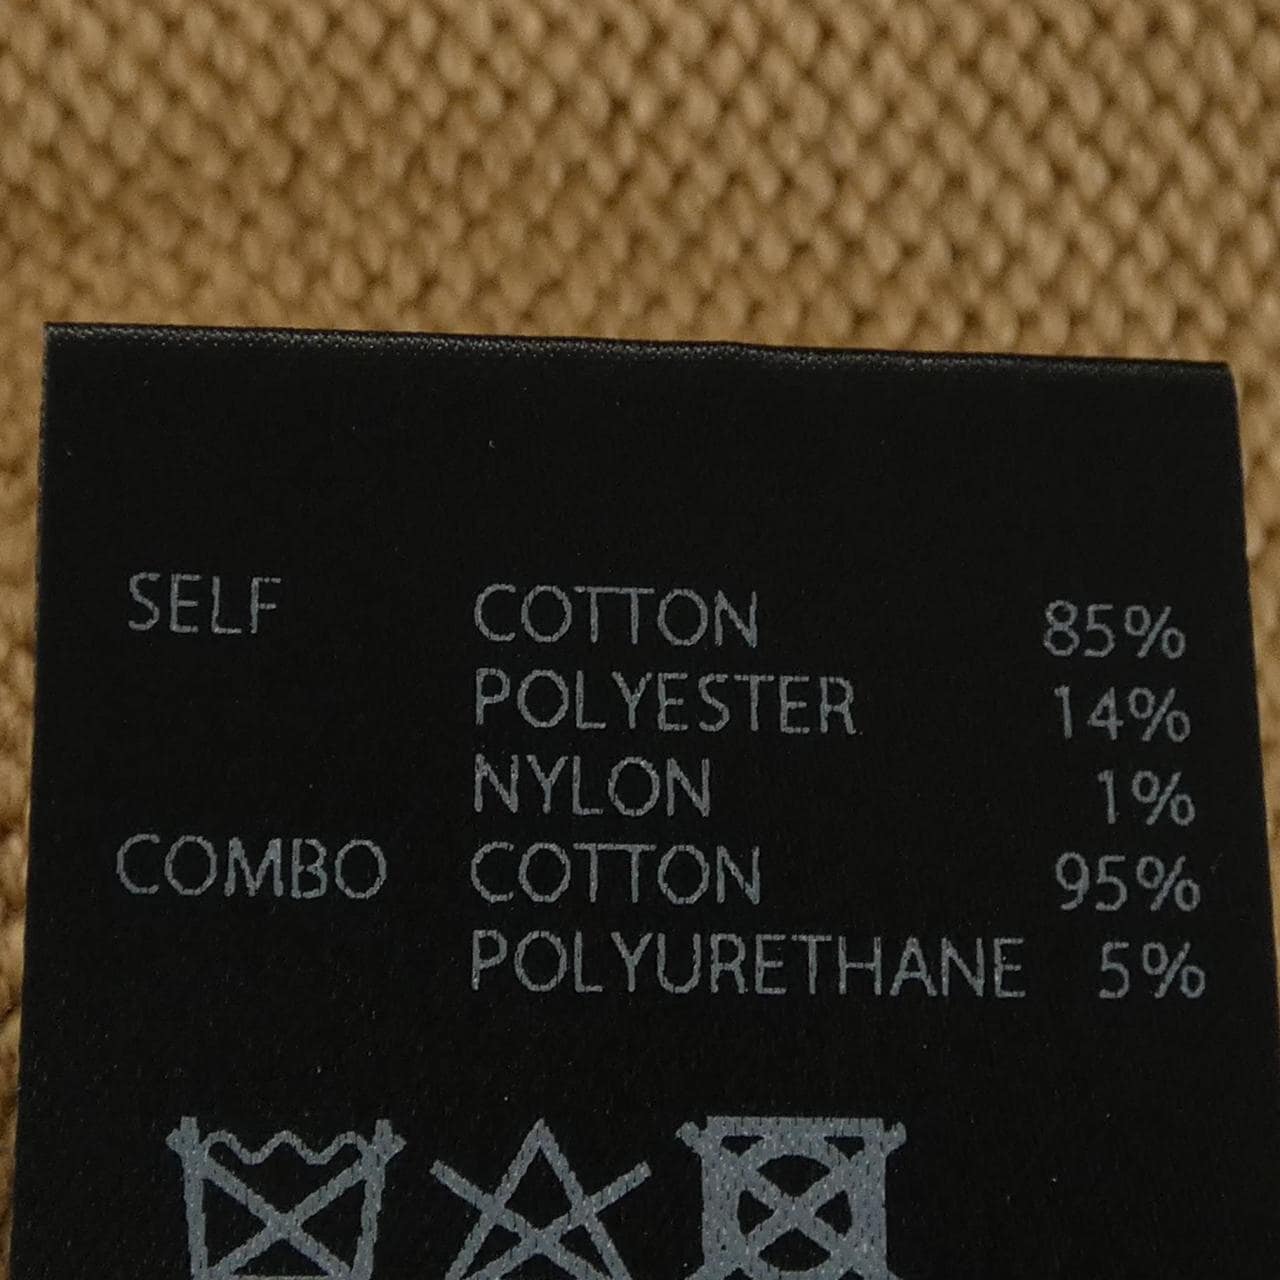 SELF COTTON 85%
POLYESTER 14%
NYLON 1%
COMBO COTTON 95%
POLYURETHANE 5%